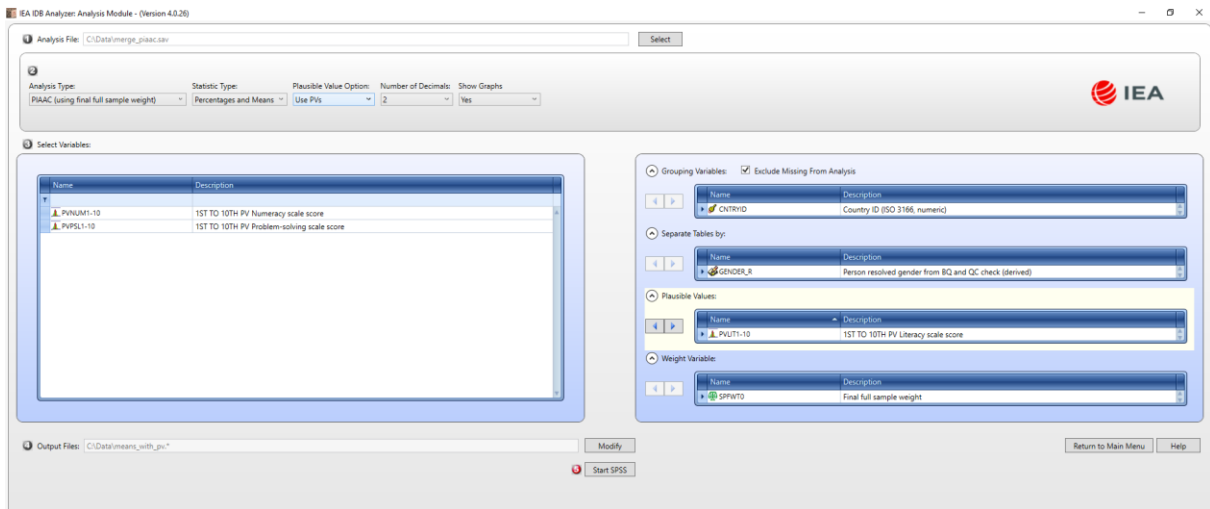 IEA IDB Analyzer: Analysis Module - (Version 4.0.26)
1 Analysis File: C:\Data\merge_piaac.sav Select
2
Analysis Type: Statistic Type: Plausible Value Option: Number of Decimals: Show Graphs
PIAAC (using final full sample weight) Percentages and Means Use PVs 2 Yes
IEA
3 Select Variables:
Name Description
PVNUM1-10 1ST TO 10TH PV Numeracy scale score
PVPSL1-10 1ST TO 10TH PV Problem-solving scale score
Grouping Variables: Exclude Missing From Analysis
Name Description
CNTRYID Country ID (ISO 3166, numeric)
Separate Tables by:
Name Description
GENDER_R Person resolved gender from BQ and QC check (derived)
Plausible Values:
Name Description
PVLIT1-10 1ST TO 10TH PV Literacy scale score
Weight Variable:
Name Description
SPFWT0 Final full sample weight
4 Output Files: C:\Data\means_with_pv.* Modify
Return to Main Menu Help
5 Start SPSS